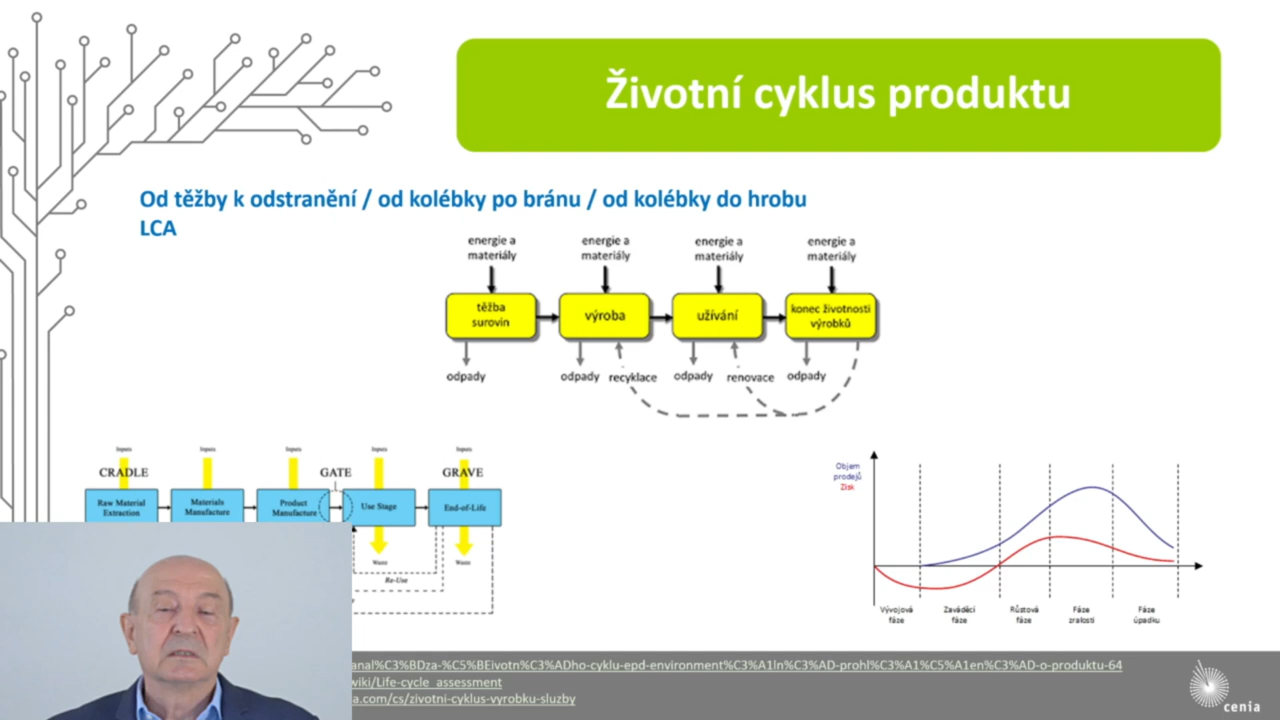 Životní cyklus produktu
Od těžby k odstranění / od kolébky po bránu / od kolébky do hrobu
LCA
energie a
materiály
energie a
materiály
energie a
materiály
energie a
materiály
těžba
surovin
výroba
užívání
konec životnosti
výrobků
odpady
odpady
recyklace
odpady
renovace
odpady
Inputs
Inputs
Inputs
Inputs
Inputs
CRADLE
GATE
GRAVE
Raw Material
Extraction
Materials
Manufacture
Product
Manufacture
Use Stage
End-of-Life
Waste
Waste
Re-Use
Objem
prodejů
Zisk
Vývojová
fáze
Zaváděcí
fáze
Růstová
fáze
Fáze
zralosti
Fáze
úpadku
anal%C3%BDza-%C5%BEivotn%C3%ADho-cyklu-epd-environment%C3%A1ln%C3%AD-prohl%C3%A1%C5%A1en%C3%AD-o-produktu-64
wiki/Life-cycle_assessment
a.com/cs/zivotni-cyklus-vyrobku-sluzby
cenia